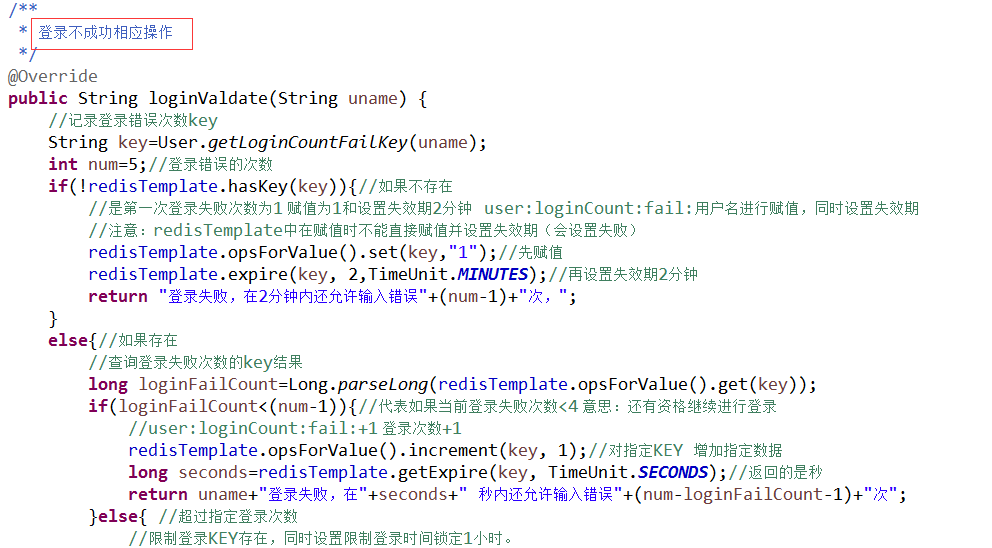 /**
 * 登录不成功相应操作
 */
@Override
public String loginValdate(String uname) {
    //记录登录错误次数key
    String key=User.getLoginCountFailKey(uname);
    int num=5;//登录错误的次数
    if(!redisTemplate.hasKey(key)){//如果不存在
        //是第一次登录失败次数为1 赋值为1和设置失效期2分钟  user:loginCount:fail:用户名进行赋值，同时设置失效期
        //注意：redisTemplate中在赋值时不能直接赋值并设置失效期（会设置失败）
        redisTemplate.opsForValue().set(key,"1");//先赋值
        redisTemplate.expire(key, 2,TimeUnit.MINUTES);//再设置失效期2分钟
        return "登录失败，在2分钟内还允许输入错误"+(num-1)+"次，";
    }
    else{//如果存在
        //查询登录失败次数的key结果
        long loginFailCount=Long.parseLong(redisTemplate.opsForValue().get(key));
        if(loginFailCount<(num-1)){//代表如果当前登录失败次数<4 意思：还有资格继续进行登录
            //user:loginCount:fail:+1 登录次数+1
            redisTemplate.opsForValue().increment(key, 1);//对指定KEY 增加指定数据
            long seconds=redisTemplate.getExpire(key, TimeUnit.SECONDS);//返回的是秒
            return uname+"登录失败，在"+seconds+" 秒内还允许输入错误"+(num-loginFailCount-1)+"次";
        }else{ //超过指定登录次数
            //限制登录KEY存在，同时设置限制登录时间锁定1小时。